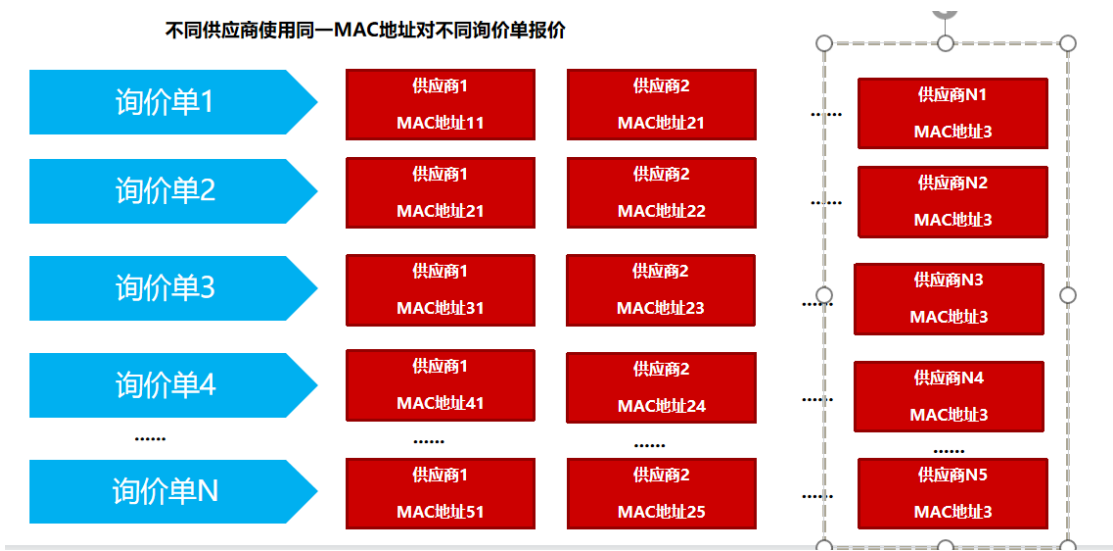 不同供应商使用同一MAC地址对不同询价单报价
询价单1
供应商1
MAC地址11
供应商2
MAC地址21
......
供应商N1
MAC地址3
询价单2
供应商1
MAC地址21
供应商2
MAC地址22
......
供应商N2
MAC地址3
询价单3
供应商1
MAC地址31
供应商2
MAC地址23
......
供应商N3
MAC地址3
询价单4
供应商1
MAC地址41
供应商2
MAC地址24
......
供应商N4
MAC地址3
......
......
......
......
询价单N
供应商1
MAC地址51
供应商2
MAC地址25
......
供应商N5
MAC地址3